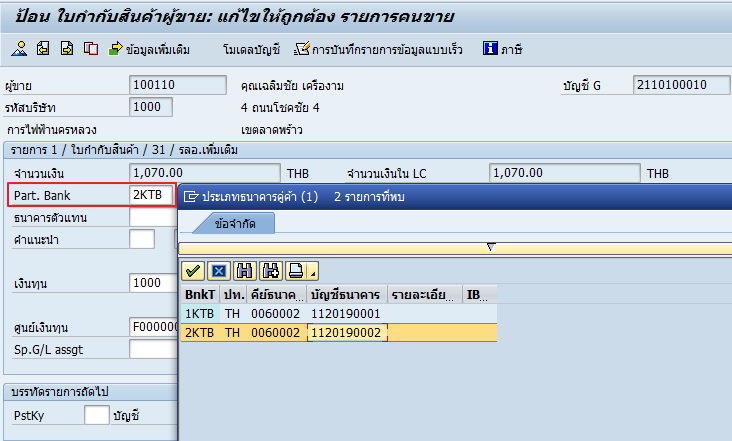 ป้อน ใบกำกับสินค้าผู้ขาย: แก้ไขให้ถูกต้อง รายการคนขาย
ข้อมูลเพิ่มเติม โมเดลบัญชี การบันทึกรายการข้อมูลแบบเร็ว ภาษี
ผู้ขาย 100110 คุณเฉลิมชัย เครืองาม บัญชี G 2110100010
รหัสบริษัท 1000 4 ถนนโชคชัย 4
การไฟฟ้านครหลวง เขตลาดพร้าว
รายการ 1 / ใบกำกับสินค้า / 31 / รลอ.เพิ่มเติม
จำนวนเงิน 1,070.00 THB จำนวนเงินใน LC 1,070.00 THB
Part. Bank 2KTB
ประเภทธนาคารคู่ค้า (1) 2 รายการที่พบ
ธนาคารตัวแทน
ข้อจำกัด
คำแนะนำ
เงินทุน 1000
BnkT ปท. คีย์ธนาค... บัญชีธนาคาร รายละเอีย... IB...
1KTB TH 0060002 1120190001
2KTB TH 0060002 1120190002
ศูนย์เงินทุน F000000
Sp.G/L assgt
บรรทัดรายการถัดไป
PstKy บัญชี